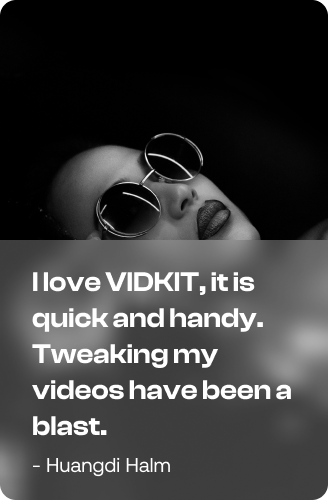 I love VIDKIT, it is
quick and handy.
Tweaking my
videos have been a
blast.
- Huangdi Halm